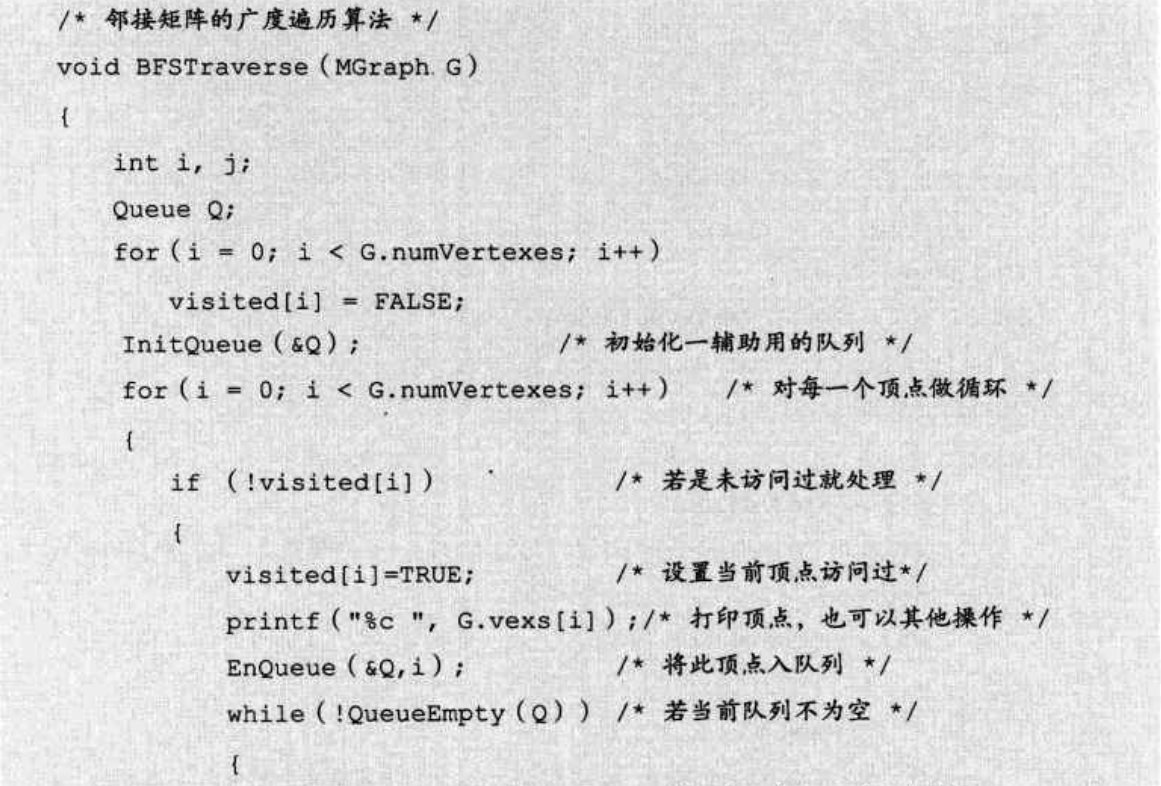 /* 邻接矩阵的广度遍历算法 */
void BFSTraverse(MGraph G)
{
int i, j;
Queue Q;
for(i = 0; i < G.numVertexes; i++)
visited[i] = FALSE;
InitQueue(&Q); /* 初始化一辅助用的队列 */
for(i = 0; i < G.numVertexes; i++) /* 对每一个顶点做循环 */
{
if (!visited[i]) /* 若是未访问过就处理 */
{
visited[i]=TRUE; /* 设置当前顶点访问过*/
printf("%c ", G.vexs[i]);/* 打印顶点，也可以其他操作 */
EnQueue(&Q,i); /* 将此顶点入队列 */
while(!QueueEmpty(Q)) /* 若当前队列不为空 */
{